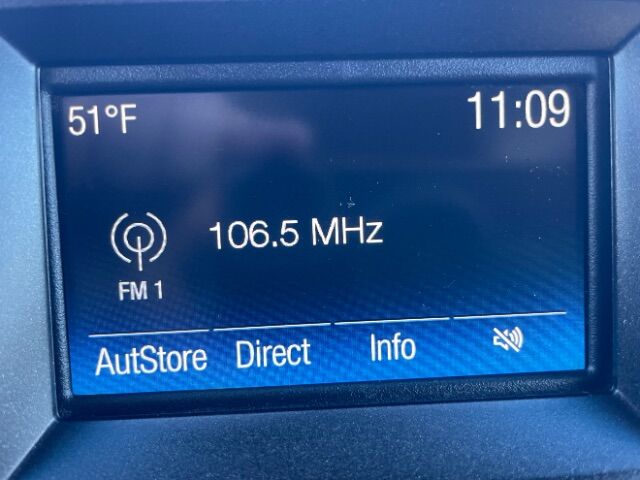 51°F 11:09
106.5 MHz
FM 1
AutStore Direct Info